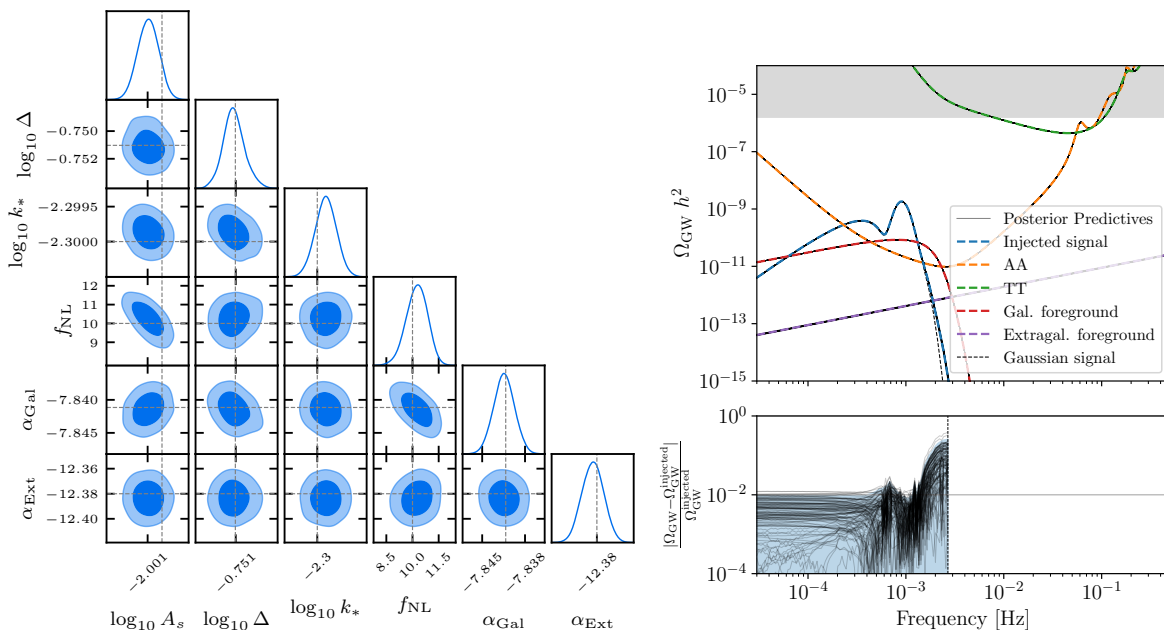 −0.750
−0.752
log₁₀ Δ
−2.2995
−2.3000
log₁₀ k∗
12
11
10
9
f_NL
−7.840
−7.845
α_Gal
−12.36
−12.38
−12.40
α_Ext
−2.001
−0.751
−2.3
8.5
10.0
11.5
−7.845
−7.838
−12.38
log₁₀ A_s
log₁₀ Δ
log₁₀ k∗
f_NL
α_Gal
α_Ext
10⁻⁵
10⁻⁷
10⁻⁹
10⁻¹¹
10⁻¹³
10⁻¹⁵
Ω_GW h²
Posterior Predictives
Injected signal
AA
TT
Gal. foreground
Extragal. foreground
Gaussian signal
10⁰
10⁻²
10⁻⁴
|Ω_GW−Ω_GW^injected|
Ω_GW^injected
10⁻⁴
10⁻³
10⁻²
10⁻¹
Frequency [Hz]